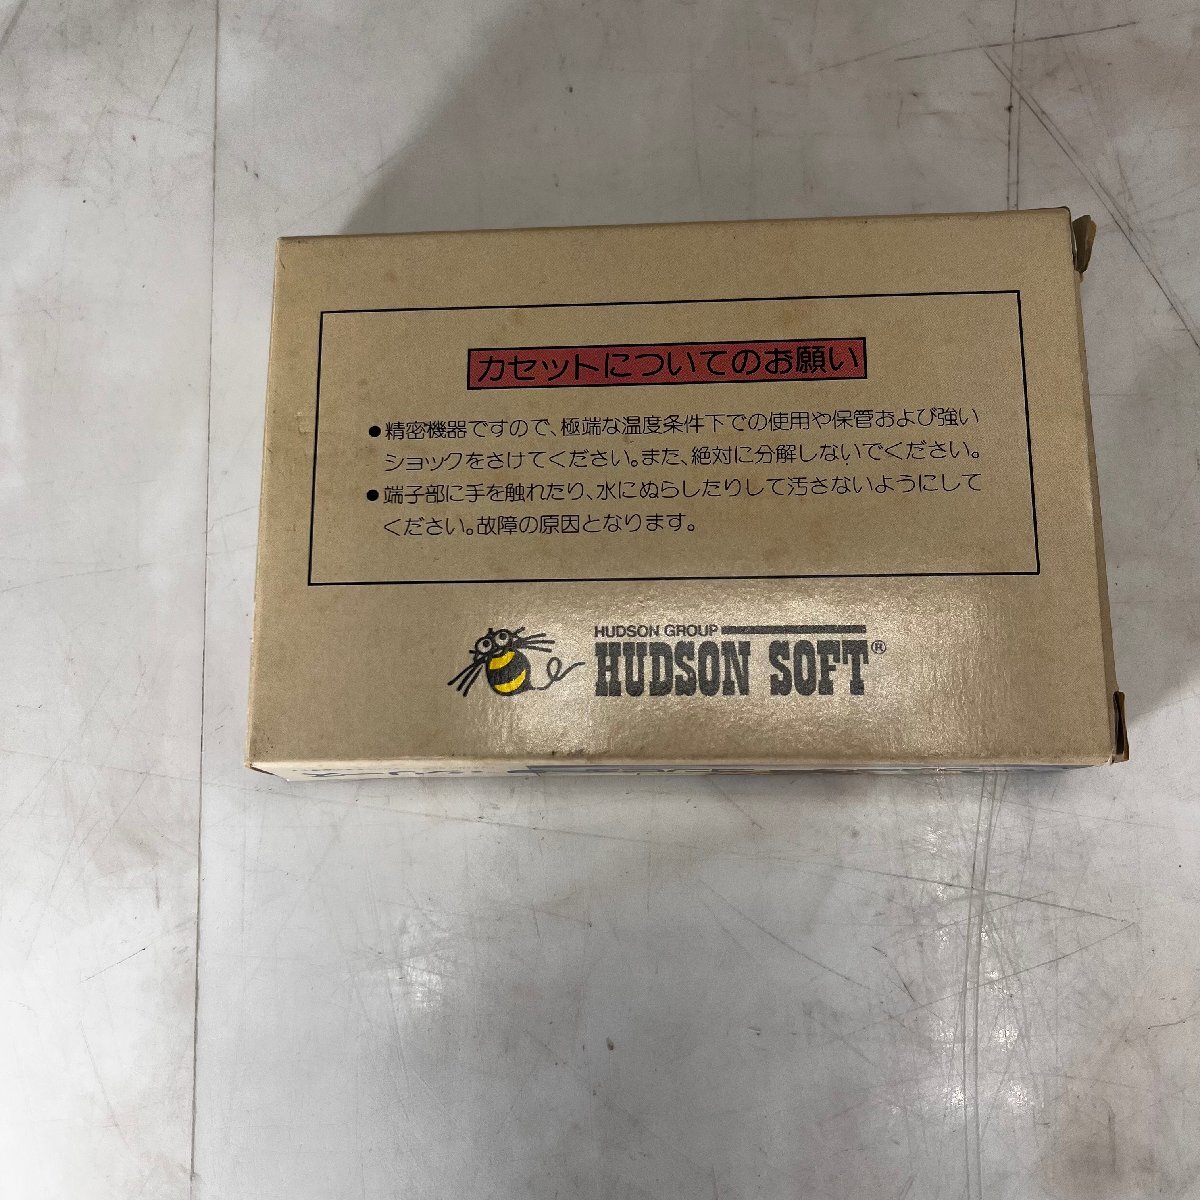 カセットについてのお願い
●精密機器ですので、極端な温度条件下での使用や保管および強い
ショックをさけてください。また、絶対に分解しないでください。
●端子部に手を触れたり、水にぬらしたりして汚さないようにして
ください。故障の原因となります。
HUDSON GROUP
HUDSON SOFT®